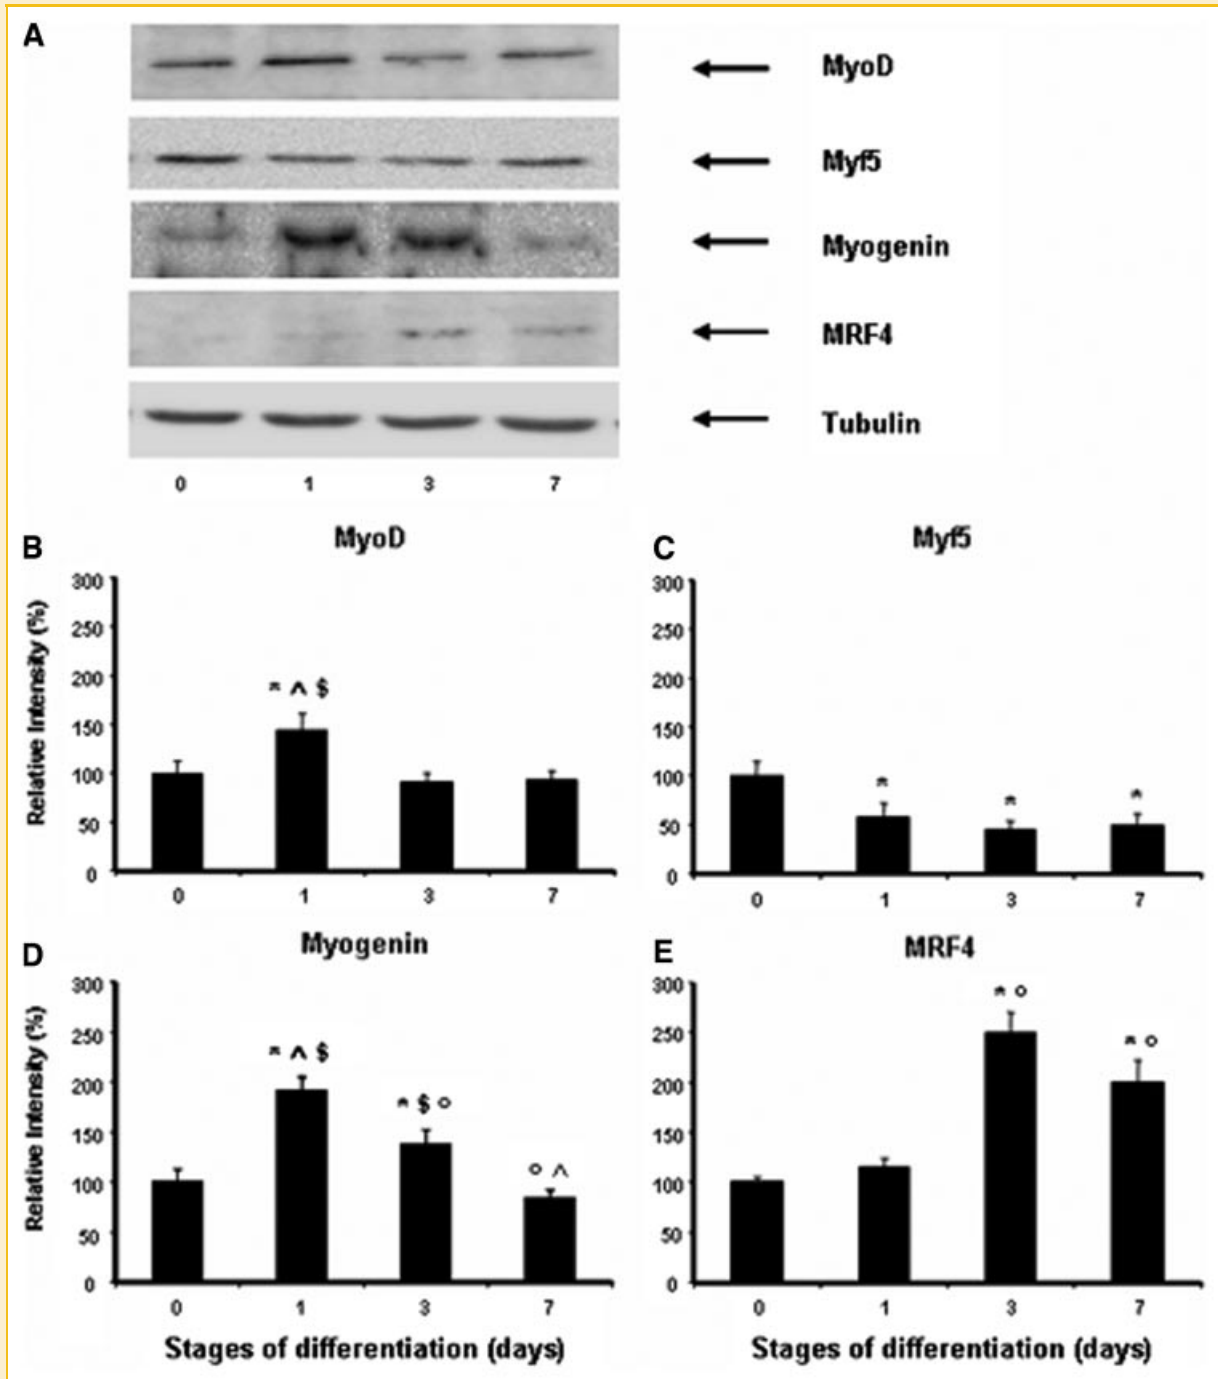 A
MyoD
Myf5
Myogenin
MRF4
Tubulin
0 1 3 7
B MyoD
Relative Intensity (%)
300
250
200
* ^ $
150
100
50
0
0 1 3 7
C Myf5
300
250
200
150
100
* * *
50
0
0 1 3 7
D Myogenin
Relative Intensity (%)
300
250
* ^ $
200
* $ o
150
o ^
100
50
0
0 1 3 7
Stages of differentiation (days)
E MRF4
300
* o
250
* o
200
150
100
50
0
0 1 3 7
Stages of differentiation (days)